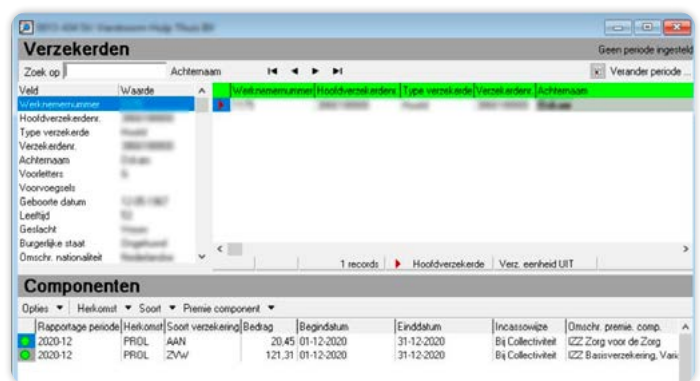 Verzekerden
Geen periode ingesteld
Zoek op Achternaam Verander periode ...
Veld Waarde
Werknemernummer
Hoofdverzekerdenr.
Type verzekerde
Verzekerdenr.
Achternaam
Voorletters
Voorvoegsels
Geboorte datum
Leeftijd
Geslacht
Burgerlijke staat
Omschr. nationaliteit
Werknemernummer Hoofdverzekerdenr Type verzekerde Verzekerdenr. Achternaam
1 records Hoofdverzekerde Verz. eenheid UIT
Componenten
Opties Herkomst Soort Premie component
Rapportage periode Herkomst Soort verzekering Bedrag Begindatum Einddatum Incassowijze Omschr. premie. comp.
2020-12 PROL AAN 20,45 01-12-2020 31-12-2020 Bij Collectiviteit IZZ Zorg voor de Zorg
2020-12 PROL ZVW 121,31 01-12-2020 31-12-2020 Bij Collectiviteit IZZ Basisverzekering, Varia